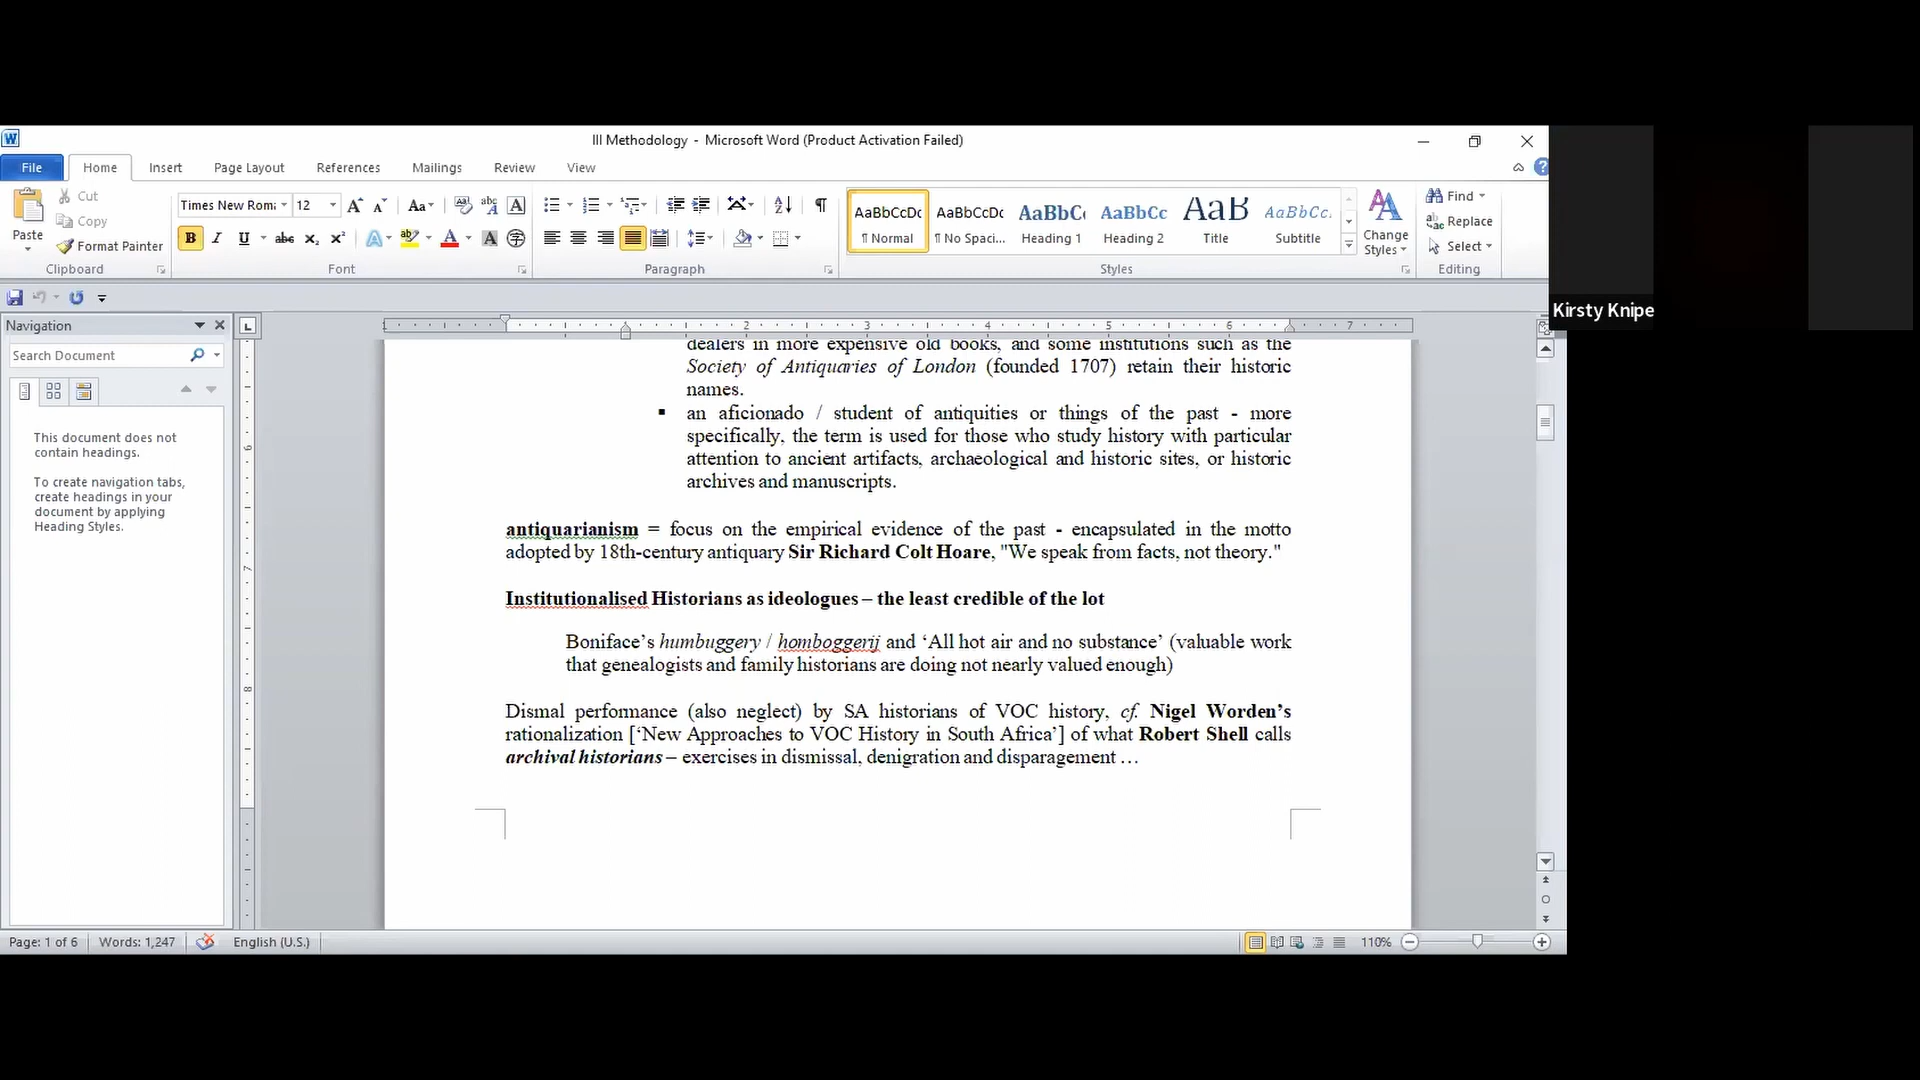 III Methodology - Microsoft Word (Product Activation Failed)
File Home Insert Page Layout References Mailings Review View
Paste
Cut
Copy
Format Painter
Clipboard
Times New Roma 12
Font
Paragraph
AaBbCcDc AaBbCcDc AaBbC AaBbCc AaB AaBbCc.
¶ Normal ¶ No Spaci... Heading 1 Heading 2 Title Subtitle
Change
Styles
Styles
Find
Replace
Select
Editing
Kirsty Knipe
Navigation
Search Document
This document does not
contain headings.
To create navigation tabs,
create headings in your
document by applying
Heading Styles.
1 1 2 3 4 5 6 7
dealers in more expensive old books, and some institutions such as the
Society of Antiquaries of London (founded 1707) retain their historic
names.
▪ an aficionado / student of antiquities or things of the past - more
specifically, the term is used for those who study history with particular
attention to ancient artifacts, archaeological and historic sites, or historic
archives and manuscripts.
antiquarianism = focus on the empirical evidence of the past - encapsulated in the motto
adopted by 18th-century antiquary Sir Richard Colt Hoare, "We speak from facts, not theory."
Institutionalised Historians as ideologues – the least credible of the lot
Boniface’s humbuggery / homboggerij and ‘All hot air and no substance’ (valuable work
that genealogists and family historians are doing not nearly valued enough)
Dismal performance (also neglect) by SA historians of VOC history, cf. Nigel Worden’s
rationalization [‘New Approaches to VOC History in South Africa’] of what Robert Shell calls
archival historians – exercises in dismissal, denigration and disparagement …
Page: 1 of 6 Words: 1,247 English (U.S.) 110%